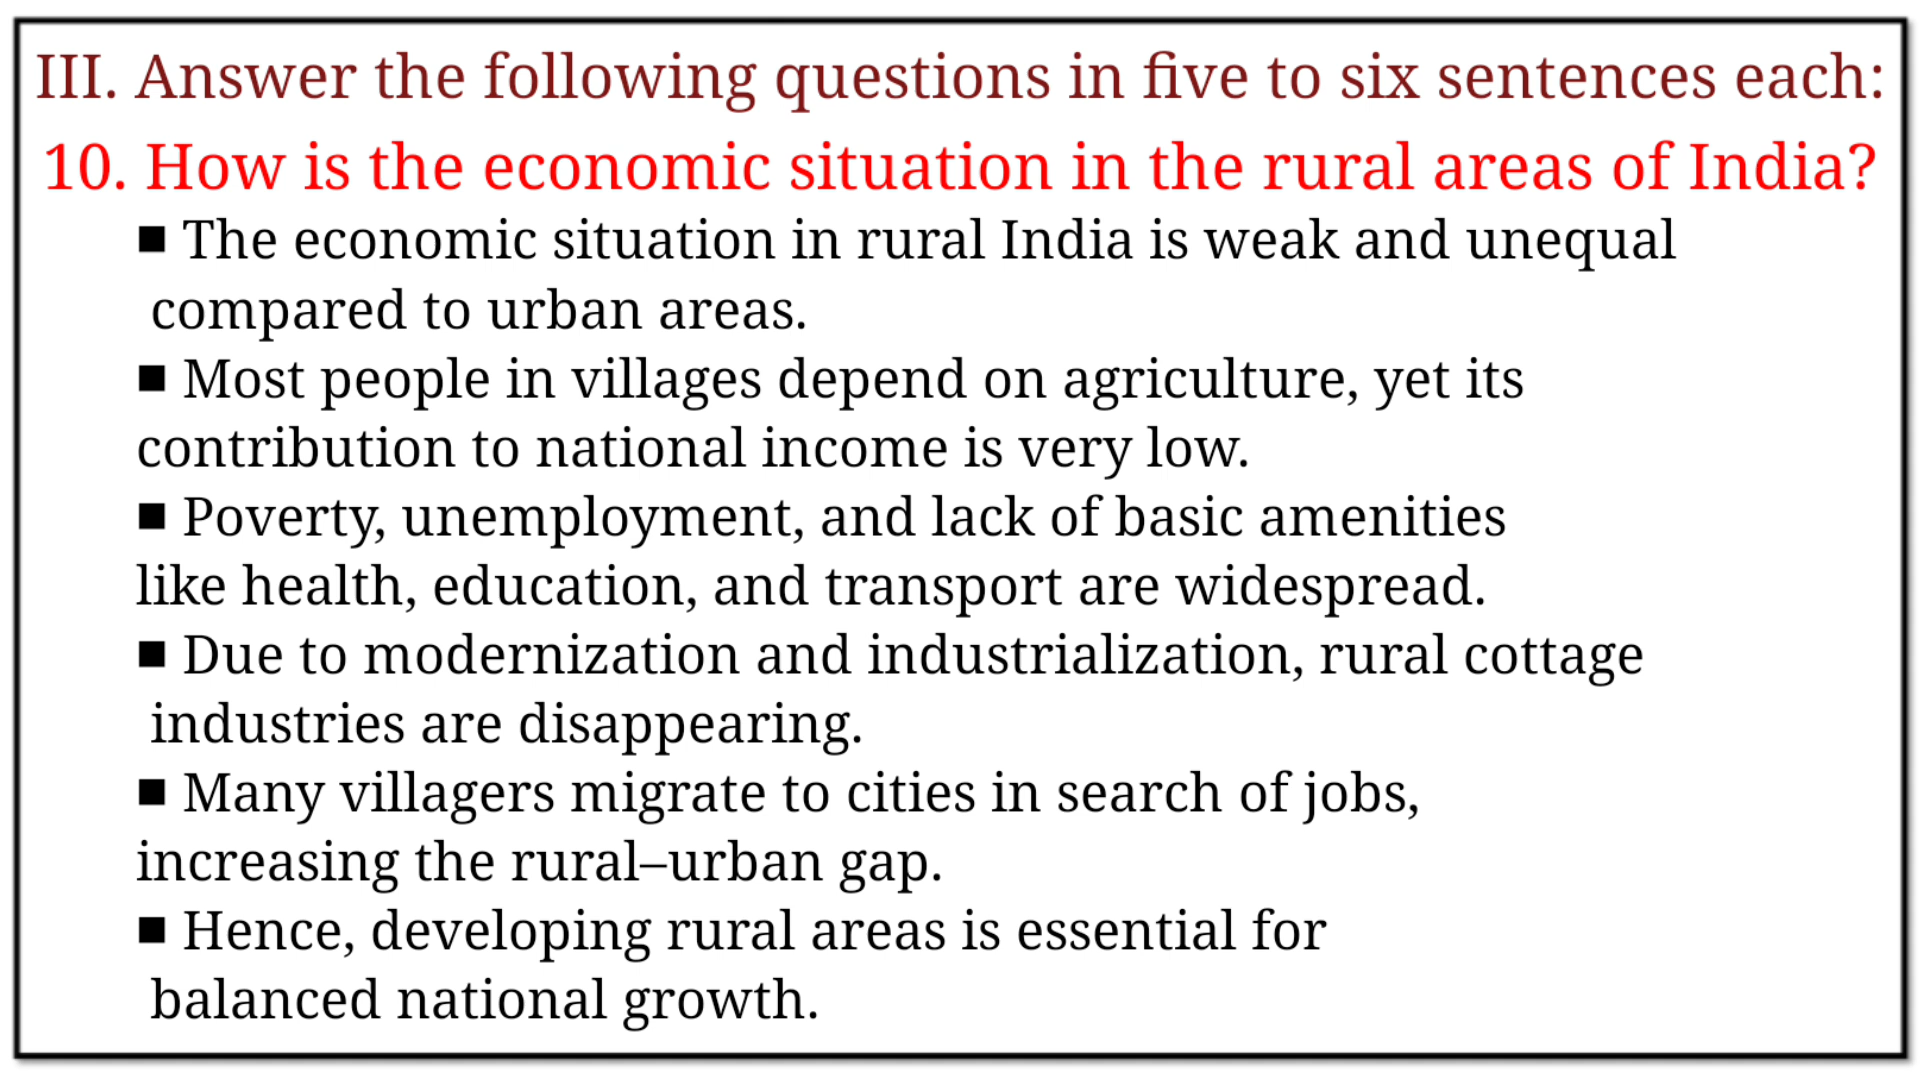 III. Answer the following questions in five to six sentences each:
10. How is the economic situation in the rural areas of India?
■ The economic situation in rural India is weak and unequal
compared to urban areas.
■ Most people in villages depend on agriculture, yet its
contribution to national income is very low.
■ Poverty, unemployment, and lack of basic amenities
like health, education, and transport are widespread.
■ Due to modernization and industrialization, rural cottage
industries are disappearing.
■ Many villagers migrate to cities in search of jobs,
increasing the rural–urban gap.
■ Hence, developing rural areas is essential for
balanced national growth.